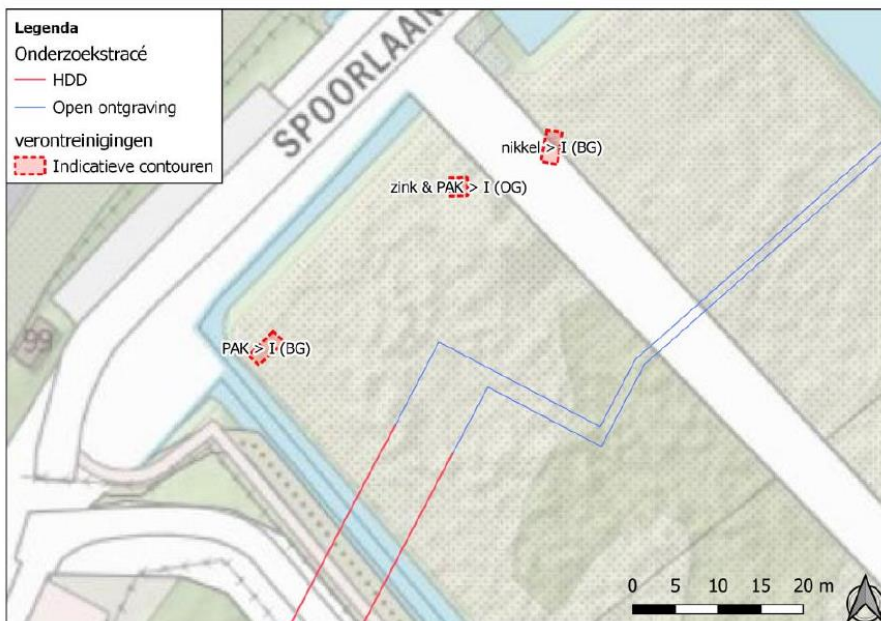 Legenda
Onderzoekstracé
HDD
Open ontgraving
verontreinigingen
Indicatieve contouren
SPOORLAAN
nikkel > I (BG)
zink & PAK > I (OG)
PAK > I (BG)
99
0 5 10 15 20 m